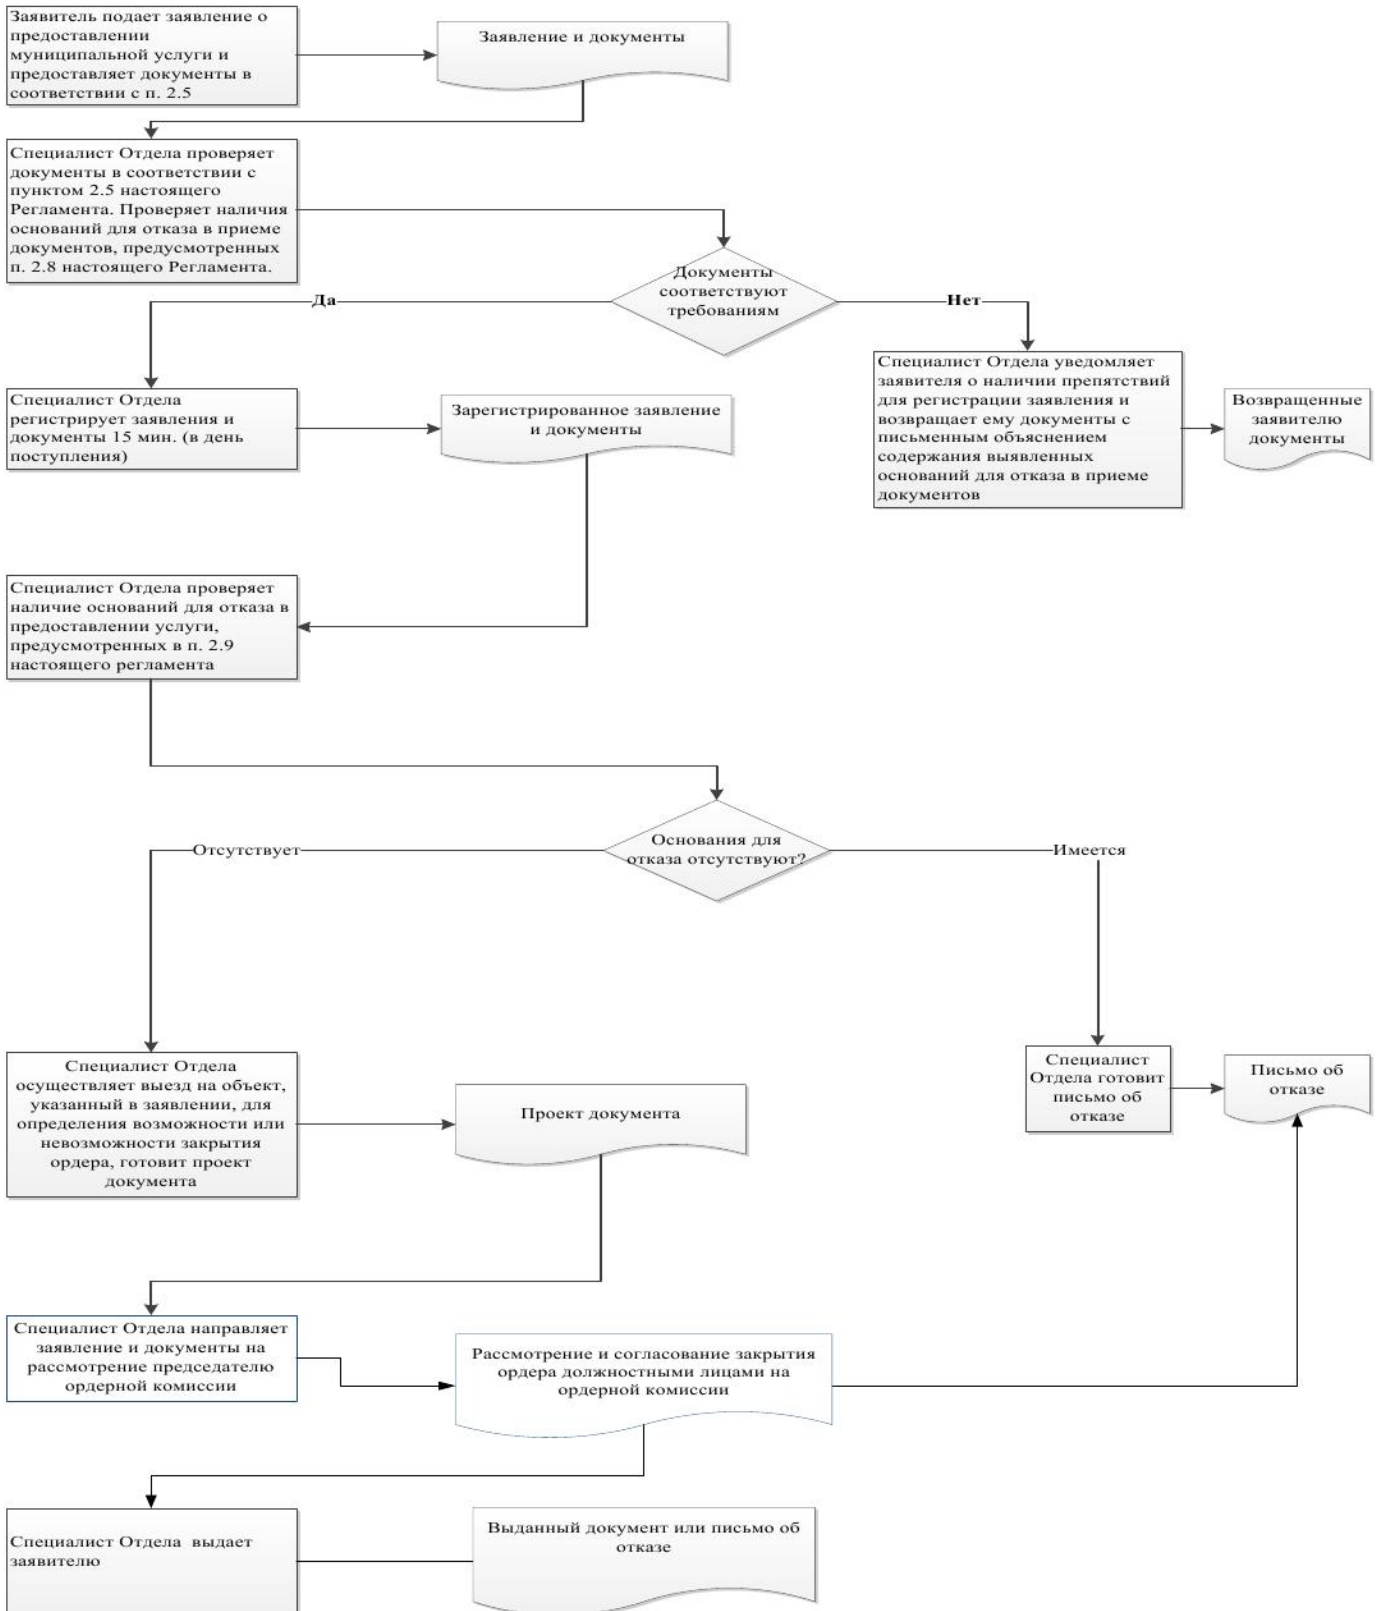 Заявитель подает заявление о
предоставлении
муниципальной услуги и
предоставляет документы в
соответствии с п. 2.5
Заявление и документы
Специалист Отдела проверяет
документы в соответствии с
пунктом 2.5 настоящего
Регламента. Проверяет наличия
оснований для отказа в приеме
документов, предусмотренных
п. 2.8 настоящего Регламента.
Документы
соответствуют
требованиям
Да
Нет
Специалист Отдела
регистрирует заявления и
документы 15 мин. (в день
поступления)
Зарегистрированное заявление
и документы
Специалист Отдела уведомляет
заявителя о наличии препятствий
для регистрации заявления и
возвращает ему документы с
письменным объяснением
содержания выявленных
оснований для отказа в приеме
документов
Возвращенные
заявителю
документы
Специалист Отдела проверяет
наличие оснований для отказа в
предоставлении услуги,
предусмотренных в п. 2.9
настоящего регламента
Основания для
отказа отсутствуют?
Отсутствует
Имеется
Специалист Отдела
осуществляет выезд на объект,
указанный в заявлении, для
определения возможности или
невозможности закрытия
ордера, готовит проект
документа
Проект документа
Специалист
Отдела готовит
письмо об
отказе
Письмо об
отказе
Специалист Отдела направляет
заявление и документы на
рассмотрение председателю
ордерной комиссии
Рассмотрение и согласование закрытия
ордера должностными лицами на
ордерной комиссии
Специалист Отдела  выдает
заявителю
Выданный документ или письмо об
отказе